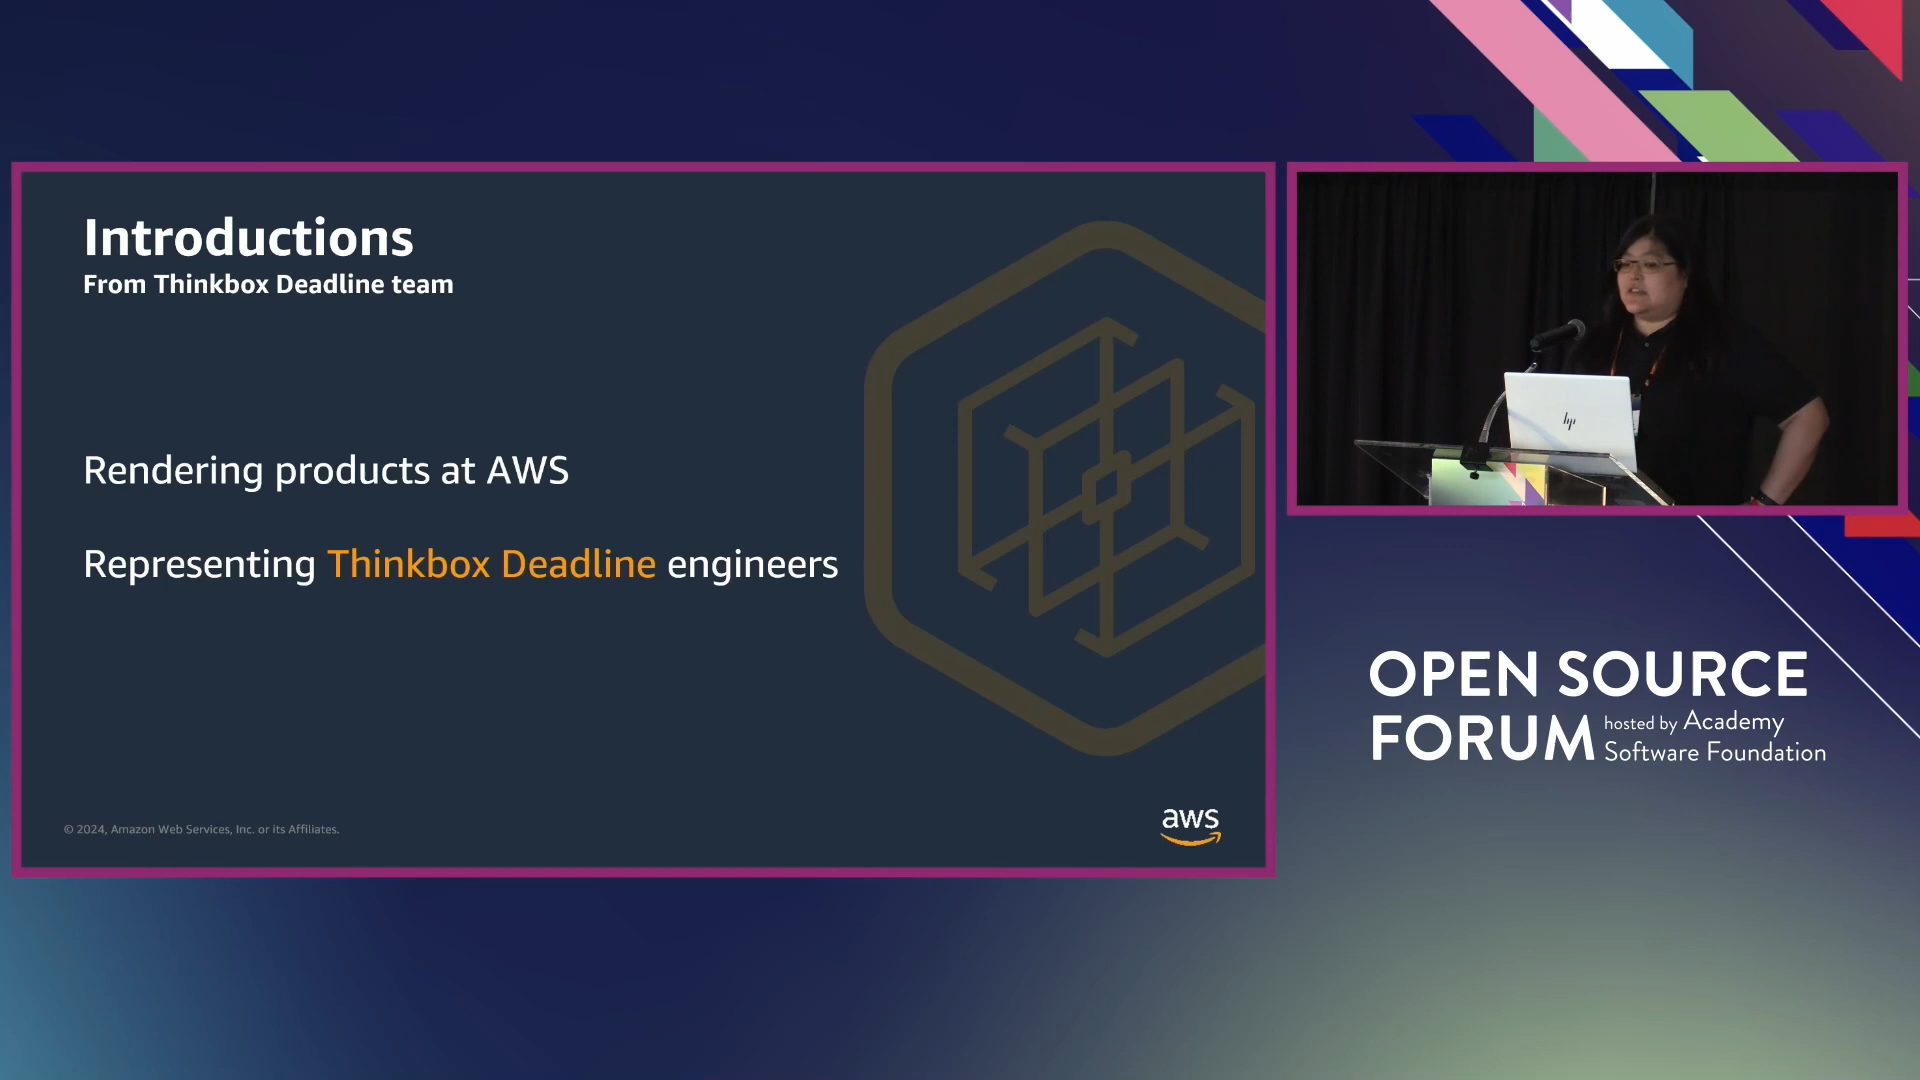 Introductions
From Thinkbox Deadline team
Rendering products at AWS
Representing Thinkbox Deadline engineers
© 2024, Amazon Web Services, Inc. or its Affiliates.
aws
hp
OPEN SOURCE
FORUM hosted by Academy
Software Foundation